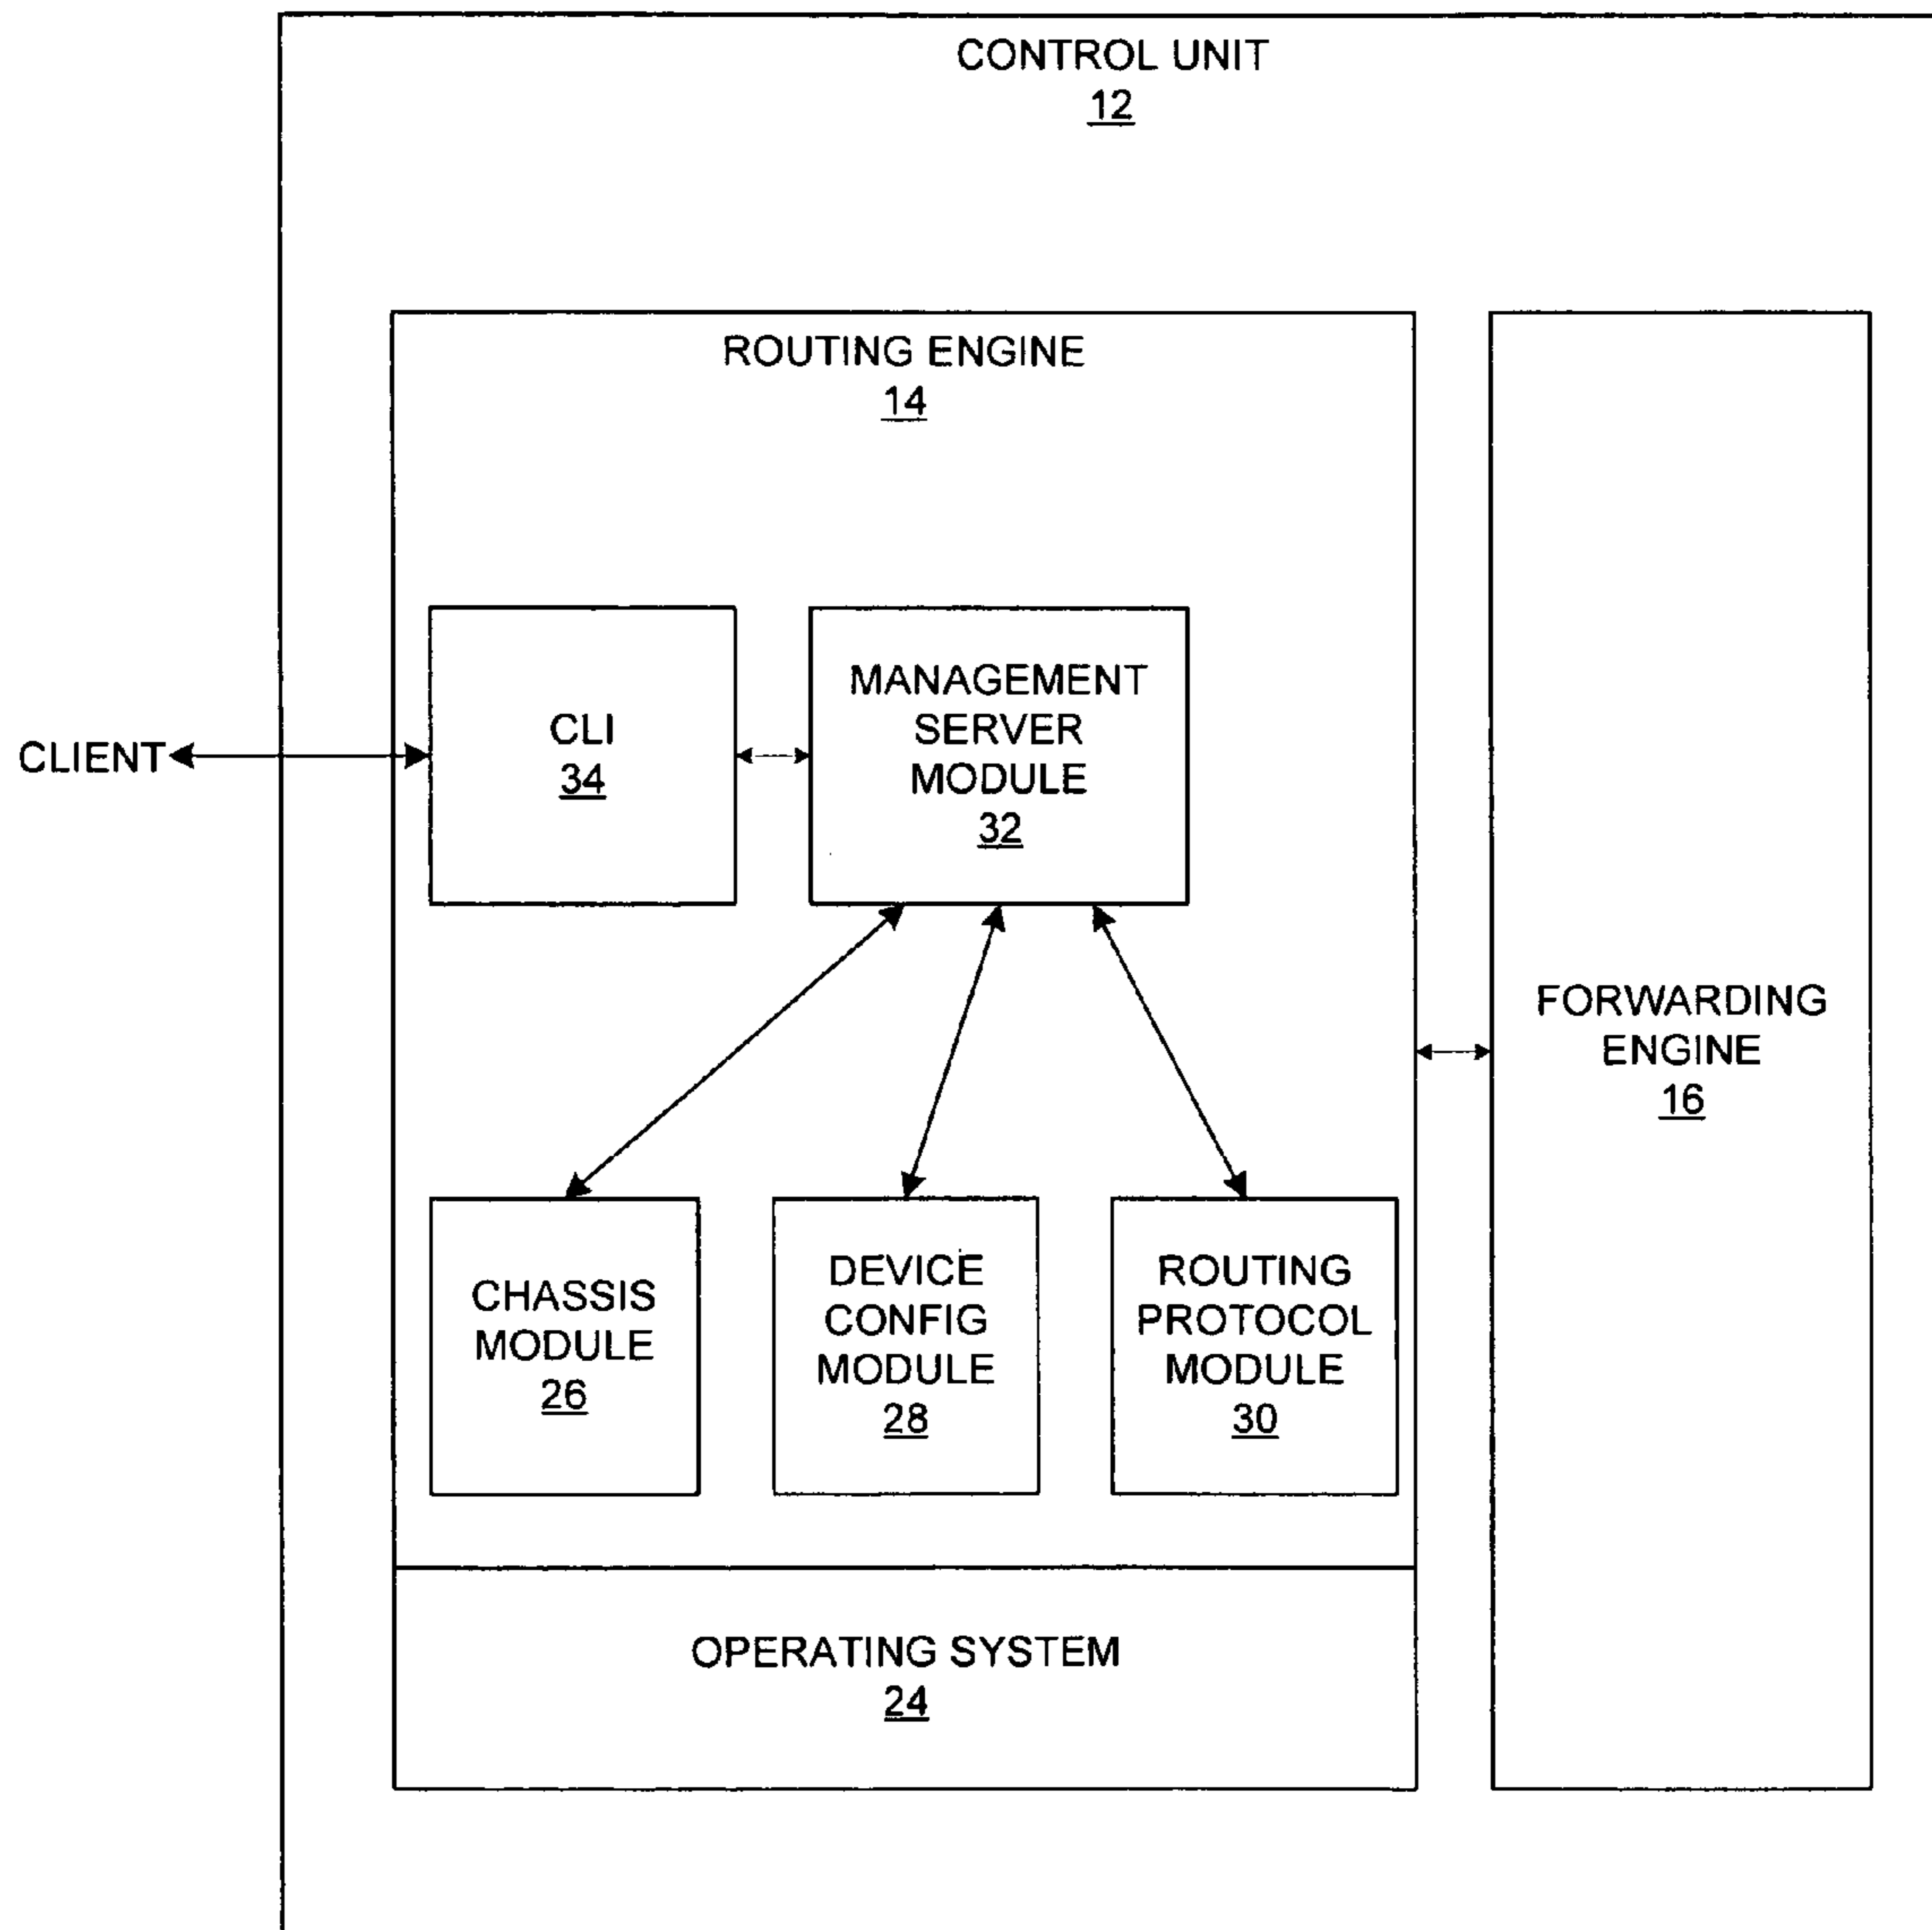 CONTROL UNIT
12
ROUTING ENGINE
14
CLI
34
MANAGEMENT
SERVER
MODULE
32
CLIENT
FORWARDING
ENGINE
16
CHASSIS
MODULE
26
DEVICE
CONFIG
MODULE
28
ROUTING
PROTOCOL
MODULE
30
OPERATING SYSTEM
24